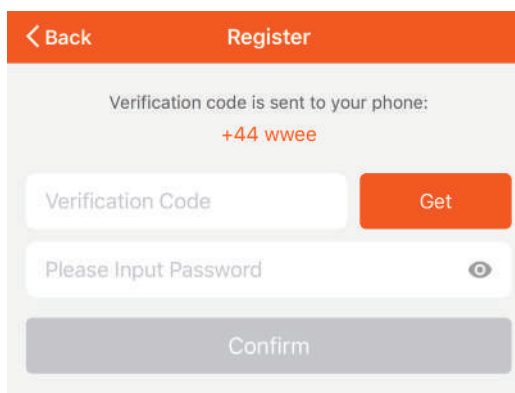 Back Register
Verification code is sent to your phone:
+44 wwee
Verification Code Get
Please Input Password
Confirm